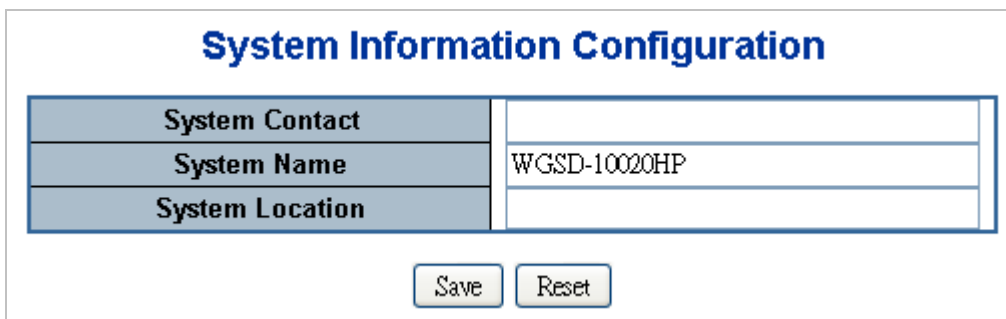 System Information Configuration
System Contact
System Name WGSD-10020HP
System Location
Save Reset